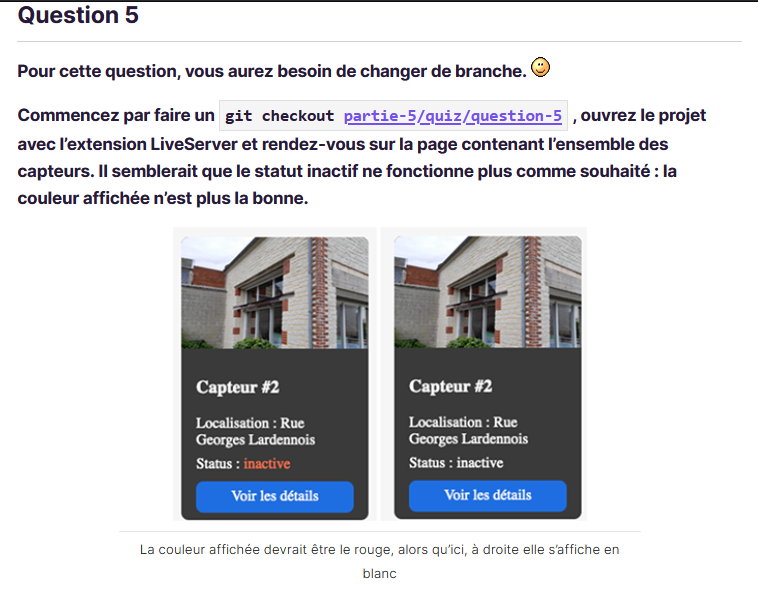 Question 5
Pour cette question, vous aurez besoin de changer de branche.
Commencez par faire un git checkout partie-5/quiz/question-5 , ouvrez le projet
avec l’extension LiveServer et rendez-vous sur la page contenant l’ensemble des
capteurs. Il semblerait que le statut inactif ne fonctionne plus comme souhaité : la
couleur affichée n’est plus la bonne.
Capteur #2
Localisation : Rue
Georges Lardennois
Status : inactive
Voir les détails
Capteur #2
Localisation : Rue
Georges Lardennois
Status : inactive
Voir les détails
La couleur affichée devrait être le rouge, alors qu’ici, à droite elle s’affiche en
blanc